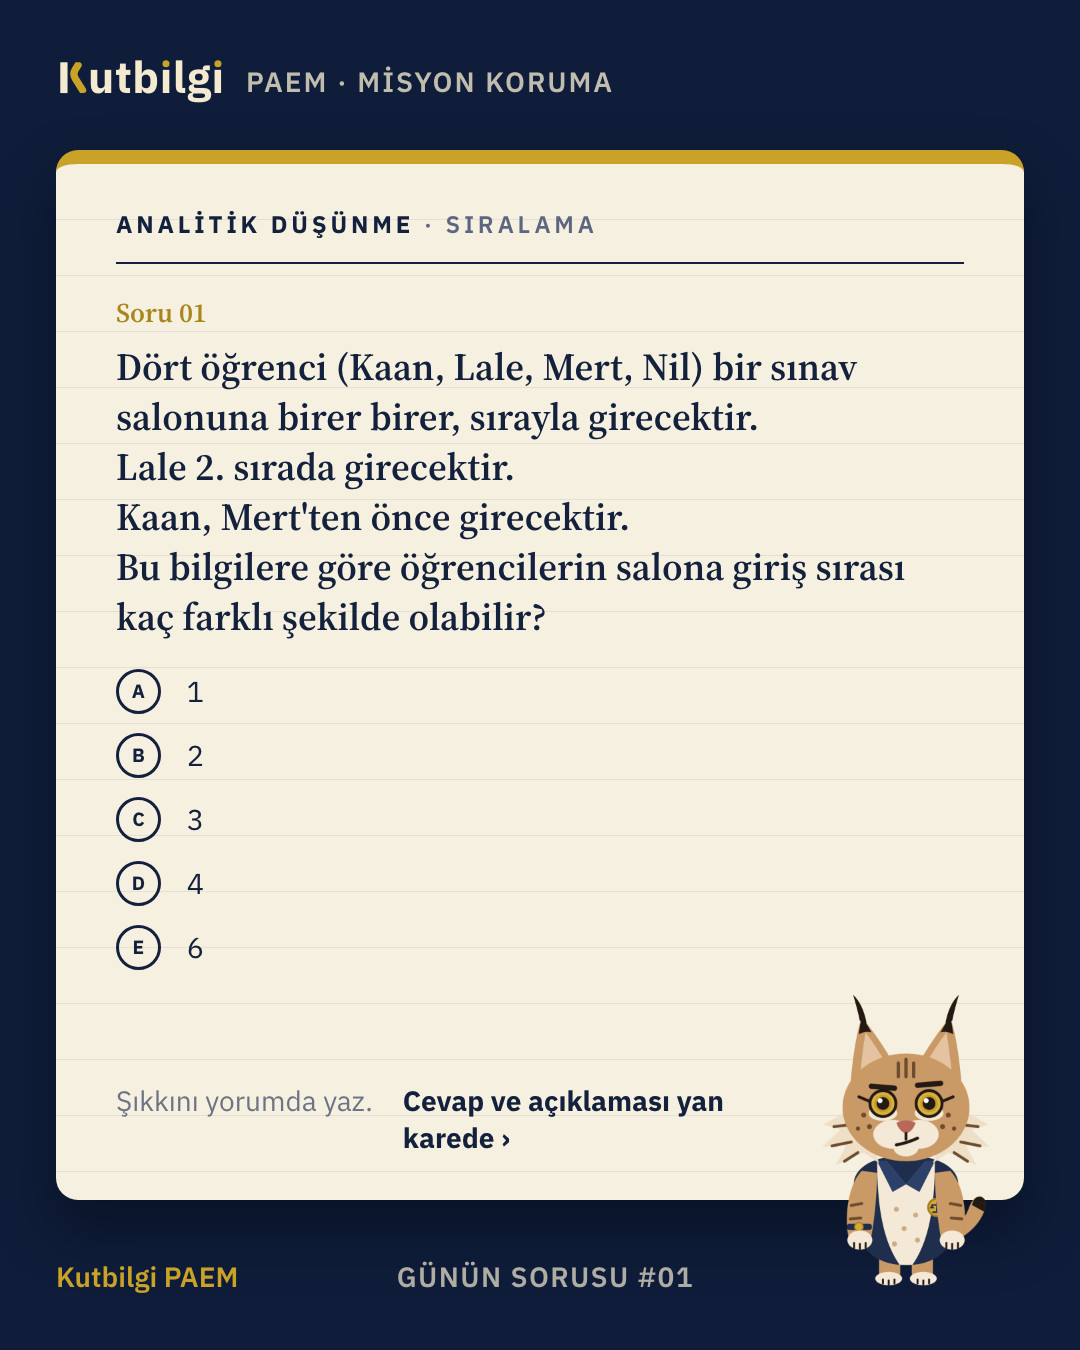 Kutbilgi PAEM · MİSYON KORUMA
ANALİTİK DÜŞÜNME · SIRALAMA
Soru 01
Dört öğrenci (Kaan, Lale, Mert, Nil) bir sınav
salonuna birer birer, sırayla girecektir.
Lale 2. sırada girecektir.
Kaan, Mert'ten önce girecektir.
Bu bilgilere göre öğrencilerin salona giriş sırası
kaç farklı şekilde olabilir?
A 1
B 2
C 3
D 4
E 6
Şıkkını yorumda yaz. Cevap ve açıklaması yan
karede ›
Kutbilgi PAEM GÜNÜN SORUSU #01